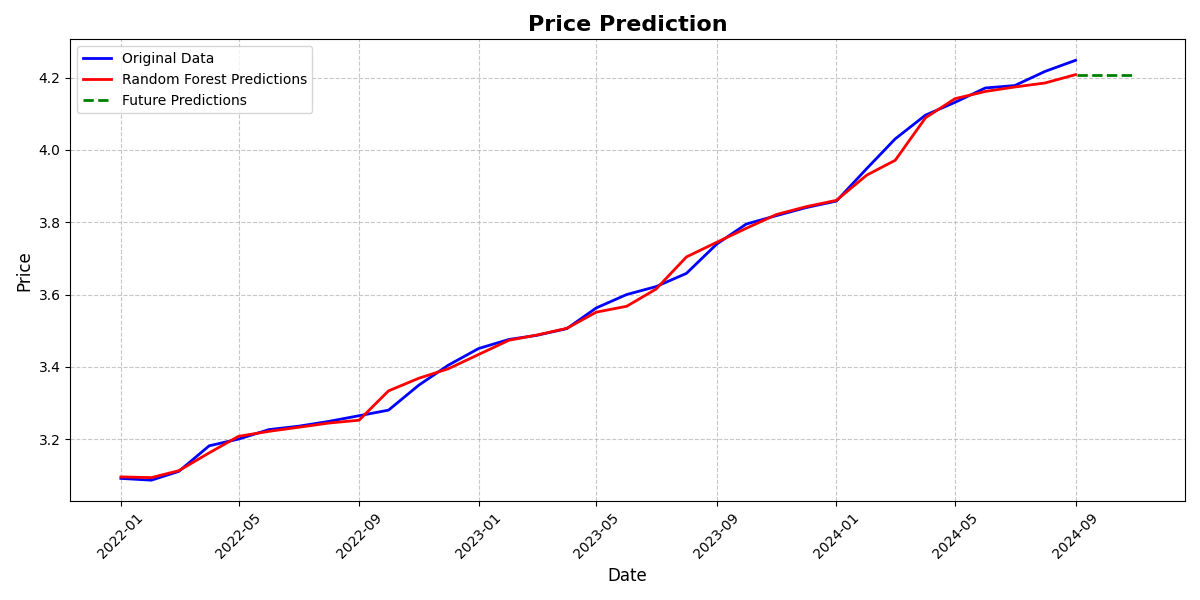 Price Prediction
Original Data
Random Forest Predictions
Future Predictions
Price
4.2
4.0
3.8
3.6
3.4
3.2
2022-01
2022-05
2022-09
2023-01
2023-05
2023-09
2024-01
2024-05
2024-09
Date